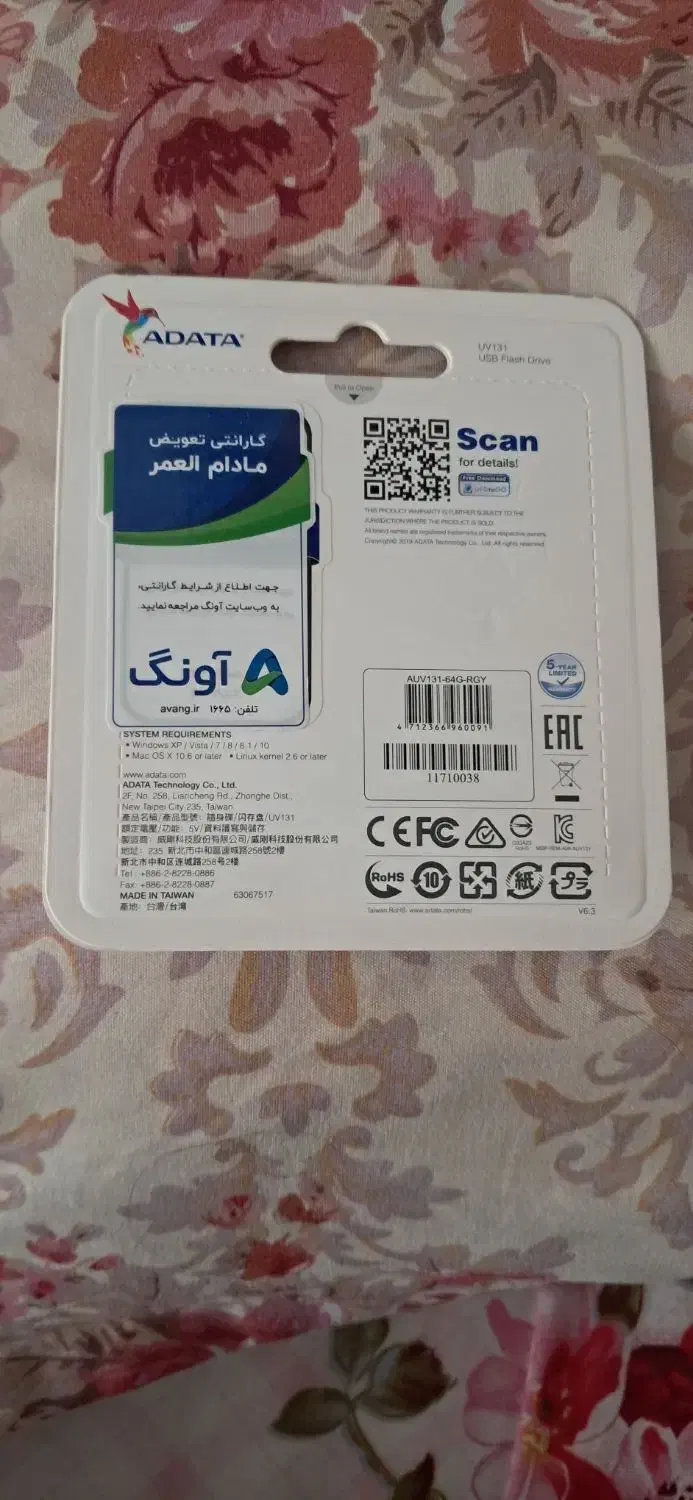 ADATA
UV131
USB Flash Drive
Pull to Open
گارانتی تعویض
مادام العمر
جهت اطلاع از شرایط گارانتی،
به وب‌سایت آونگ مراجعه نمایید.
آونگ
تلفن: ۱۶۶۵ avang.ir
Scan
for details!
Free Download
UFDtoGO
THIS PRODUCT WARRANTY IS FURTHER SUBJECT TO THE
JURISDICTION WHERE THE PRODUCT IS SOLD
All brand names are registered trademarks of their respective owners.
Copyright© 2019 ADATA Technology Co., Ltd. All rights reserved.
AUV131-64G-RGY
4 712366 960091
11710038
5-YEAR
LIMITED
WARRANTY
EAC
SYSTEM REQUIREMENTS
• Windows XP / Vista / 7 / 8 / 8.1 / 10
• Mac OS X 10.6 or later • Linux kernel 2.6 or later
www.adata.com
ADATA Technology Co., Ltd.
2F, No. 258, Liancheng Rd., Zhonghe Dist.,
New Taipei City 235, Taiwan
產品名稱/產品型號: 隨身碟/闪存盘/UV131
額定電壓/功能: 5V/資料讀寫與儲存
製造商: 威剛科技股份有限公司/威刚科技股份有限公司
地址: 235 新北市中和區連城路258號2樓
新北市中和区连城路258号2楼
Tel : +886-2-8228-0886
Fax: +886-2-8228-0887
MADE IN TAIWAN 63067517
產地: 台灣/台湾
CE FC
RoHS
KC
RoHS 10 紙 プラ
Taiwan RoHS: www.adata.com/rohs/
V6.3